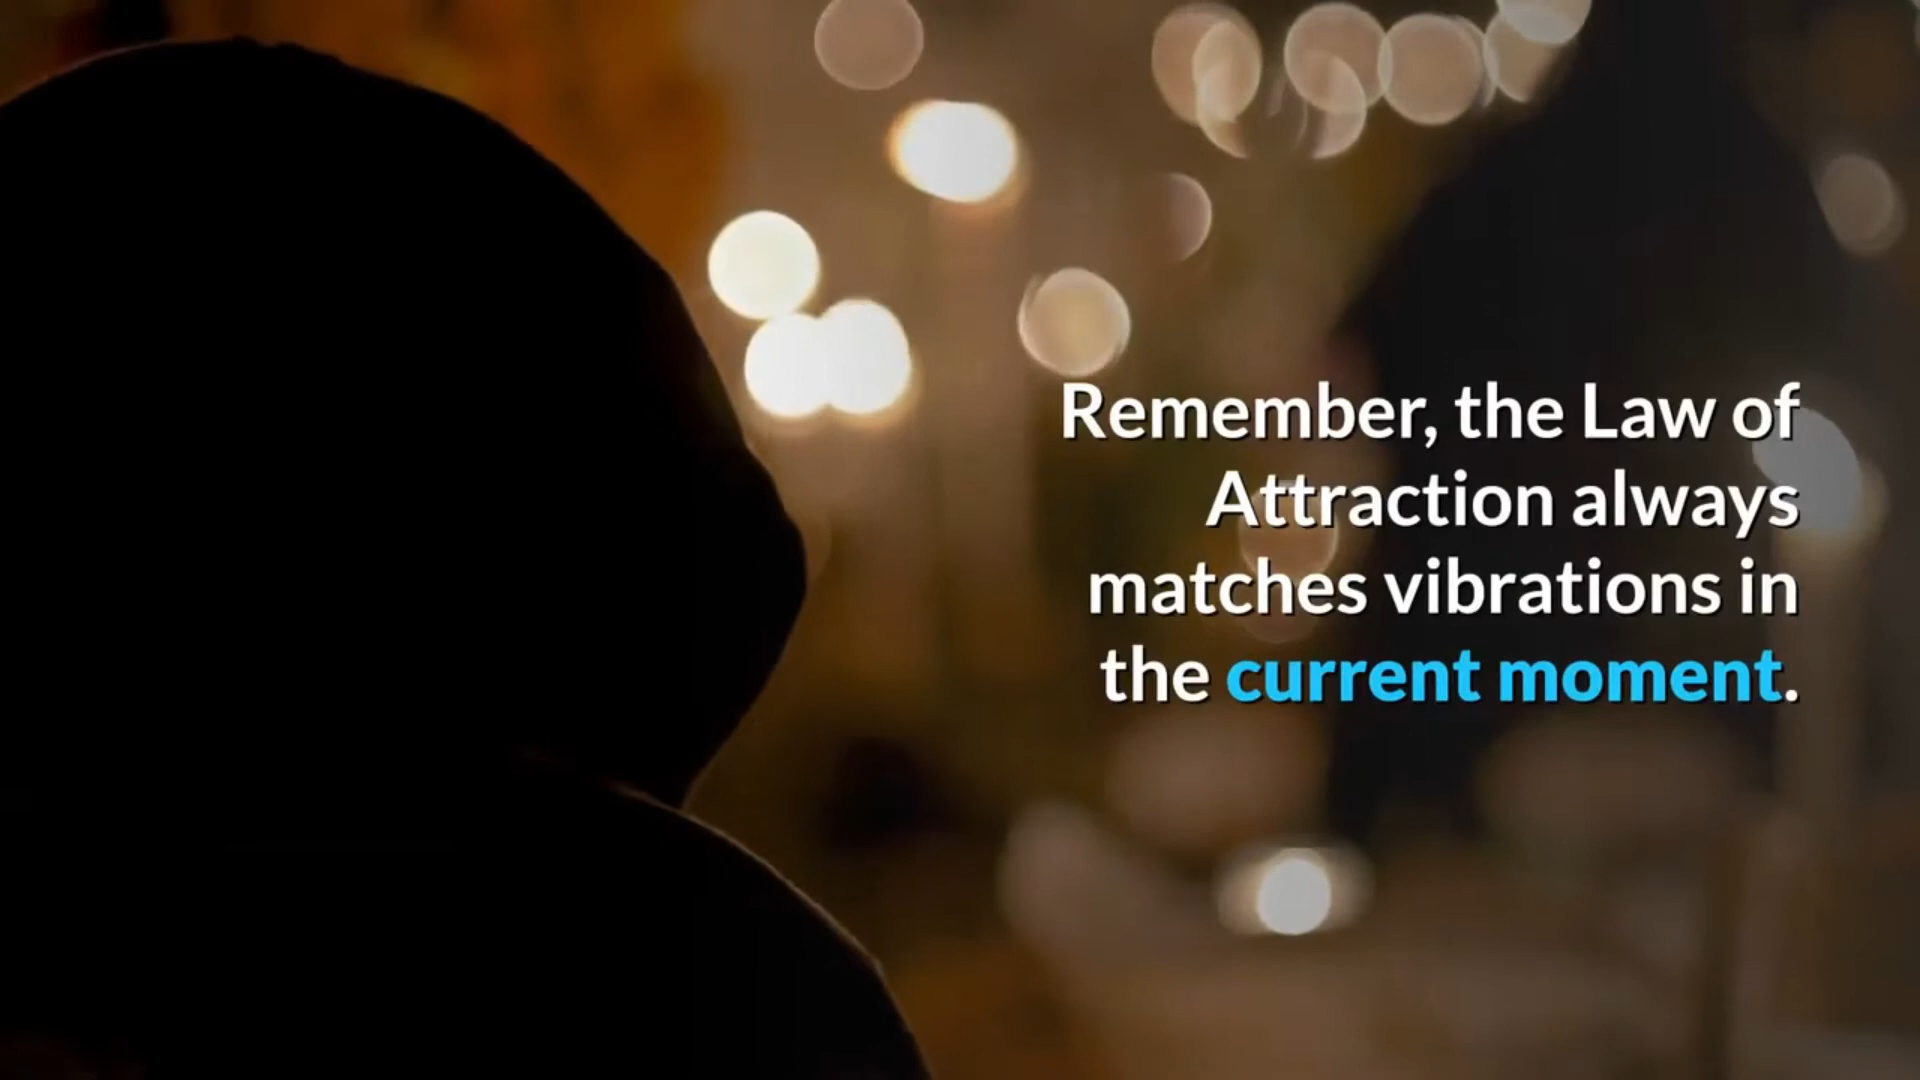 Remember, the Law of
Attraction always
matches vibrations in
the current moment.